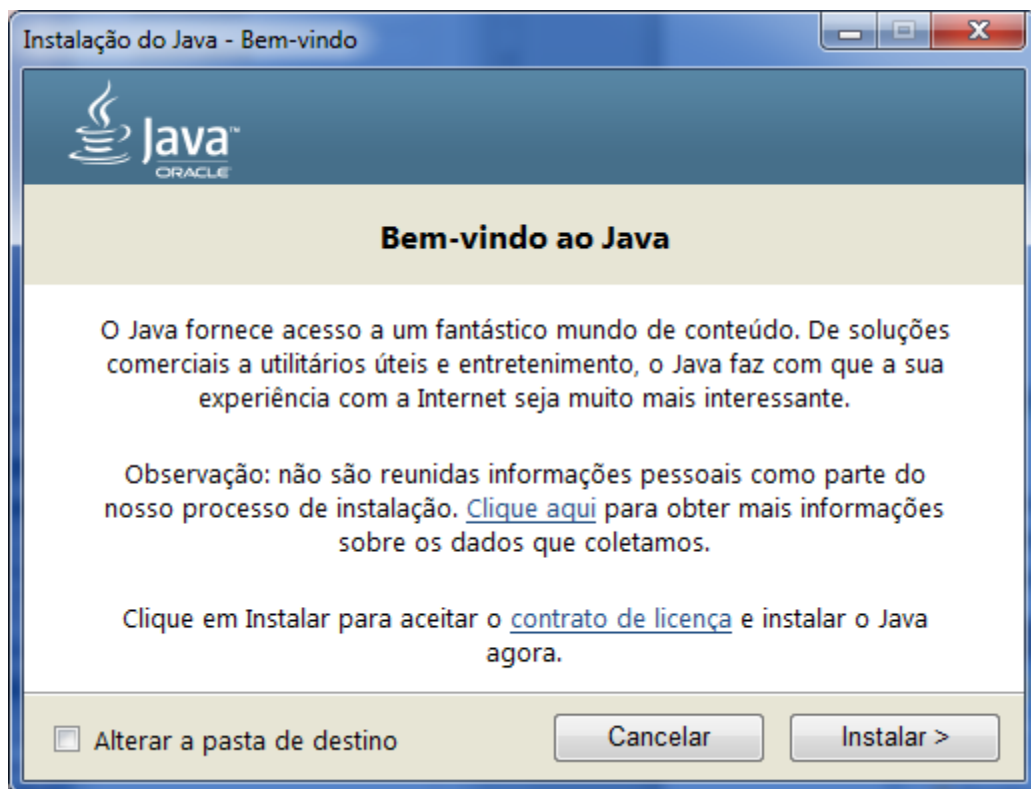 Instalação do Java - Bem-vindo
Java™
ORACLE
Bem-vindo ao Java
O Java fornece acesso a um fantástico mundo de conteúdo. De soluções
comerciais a utilitários úteis e entretenimento, o Java faz com que a sua
experiência com a Internet seja muito mais interessante.
Observação: não são reunidas informações pessoais como parte do
nosso processo de instalação. Clique aqui para obter mais informações
sobre os dados que coletamos.
Clique em Instalar para aceitar o contrato de licença e instalar o Java
agora.
Alterar a pasta de destino
Cancelar
Instalar >